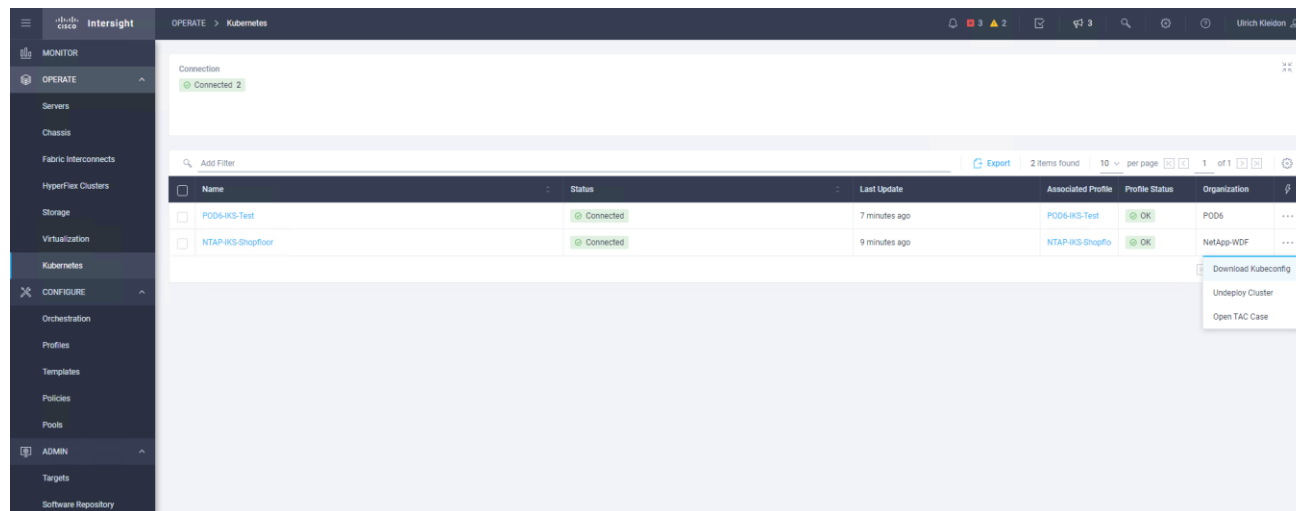 cisco Intersight
OPERATE > Kubernetes
3 2
3
Ulrich Kleidon
MONITOR
OPERATE
Servers
Chassis
Fabric Interconnects
HyperFlex Clusters
Storage
Virtualization
Kubernetes
CONFIGURE
Orchestration
Profiles
Templates
Policies
Pools
ADMIN
Targets
Software Repository
Connection
Connected 2
Add Filter
Export 2 items found 10 per page 1 of 1
Name Status Last Update Associated Profile Profile Status Organization
POD6-IKS-Test Connected 7 minutes ago POD6-IKS-Test OK POD6 ...
NTAP-IKS-Shopfloor Connected 9 minutes ago NTAP-IKS-Shopflo OK NetApp-WDF ...
Download Kubeconfig
Undeploy Cluster
Open TAC Case